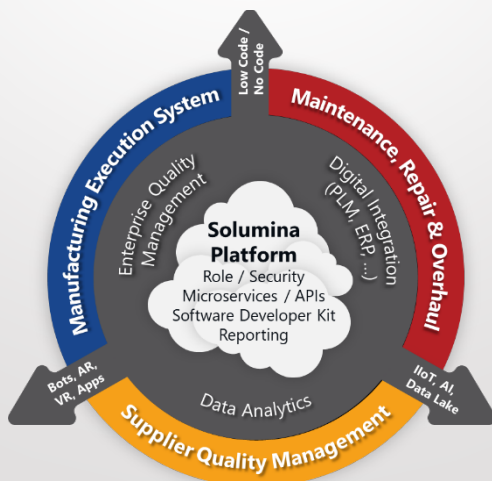 Low Code /
No Code
Manufacturing Execution System
Maintenance, Repair & Overhaul
Enterprise Quality
Management
Digital Integration
(PLM, ERP, ...)
Solumina
Platform
Role / Security
Microservices / APIs
Software Developer Kit
Reporting
Bots, AR,
VR, Apps
IIoT, AI,
Data Lake
Data Analytics
Supplier Quality Management